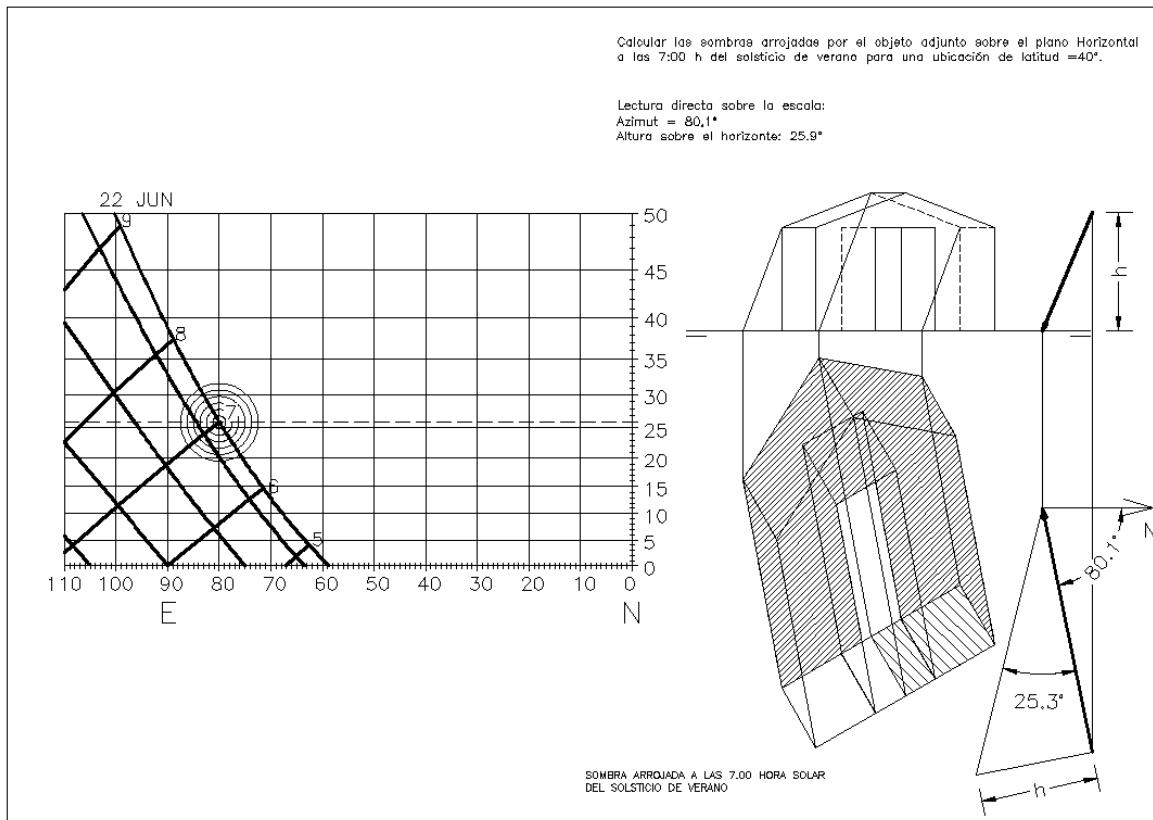 Calcular las sombras arrojadas por el objeto adjunto sobre el plano Horizontal
a las 7:00 h del solsticio de verano para una ubicación de latitud =40°.
Lectura directa sobre la escala:
Azimut = 80.1°
Altura sobre el horizonte: 25.9°
22 JUN
9
8
7
6
5
50
45
40
35
30
25
20
15
10
5
0
110 100 90 80 70 60 50 40 30 20 10 0
E N
h
N
80.1°
25.3°
h
SOMBRA ARROJADA A LAS 7.00 HORA SOLAR
DEL SOLSTICIO DE VERANO